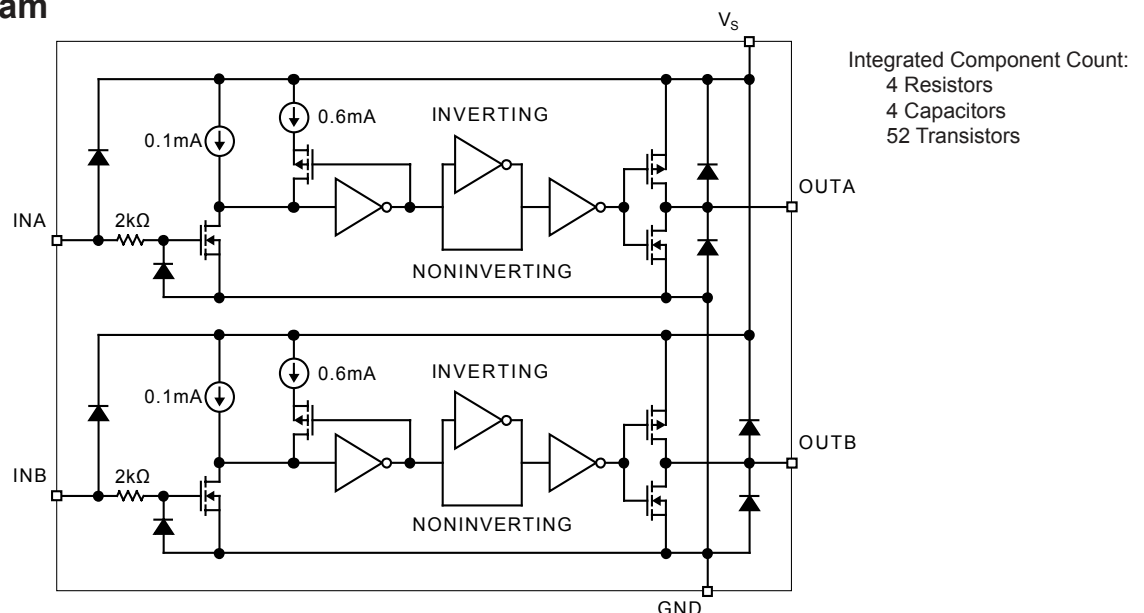 am
V_S
Integrated Component Count:
4 Resistors
4 Capacitors
52 Transistors
0.6mA
INVERTING
0.1mA
OUTA
INA
2kΩ
NONINVERTING
0.6mA
INVERTING
0.1mA
OUTB
INB
2kΩ
NONINVERTING
GND